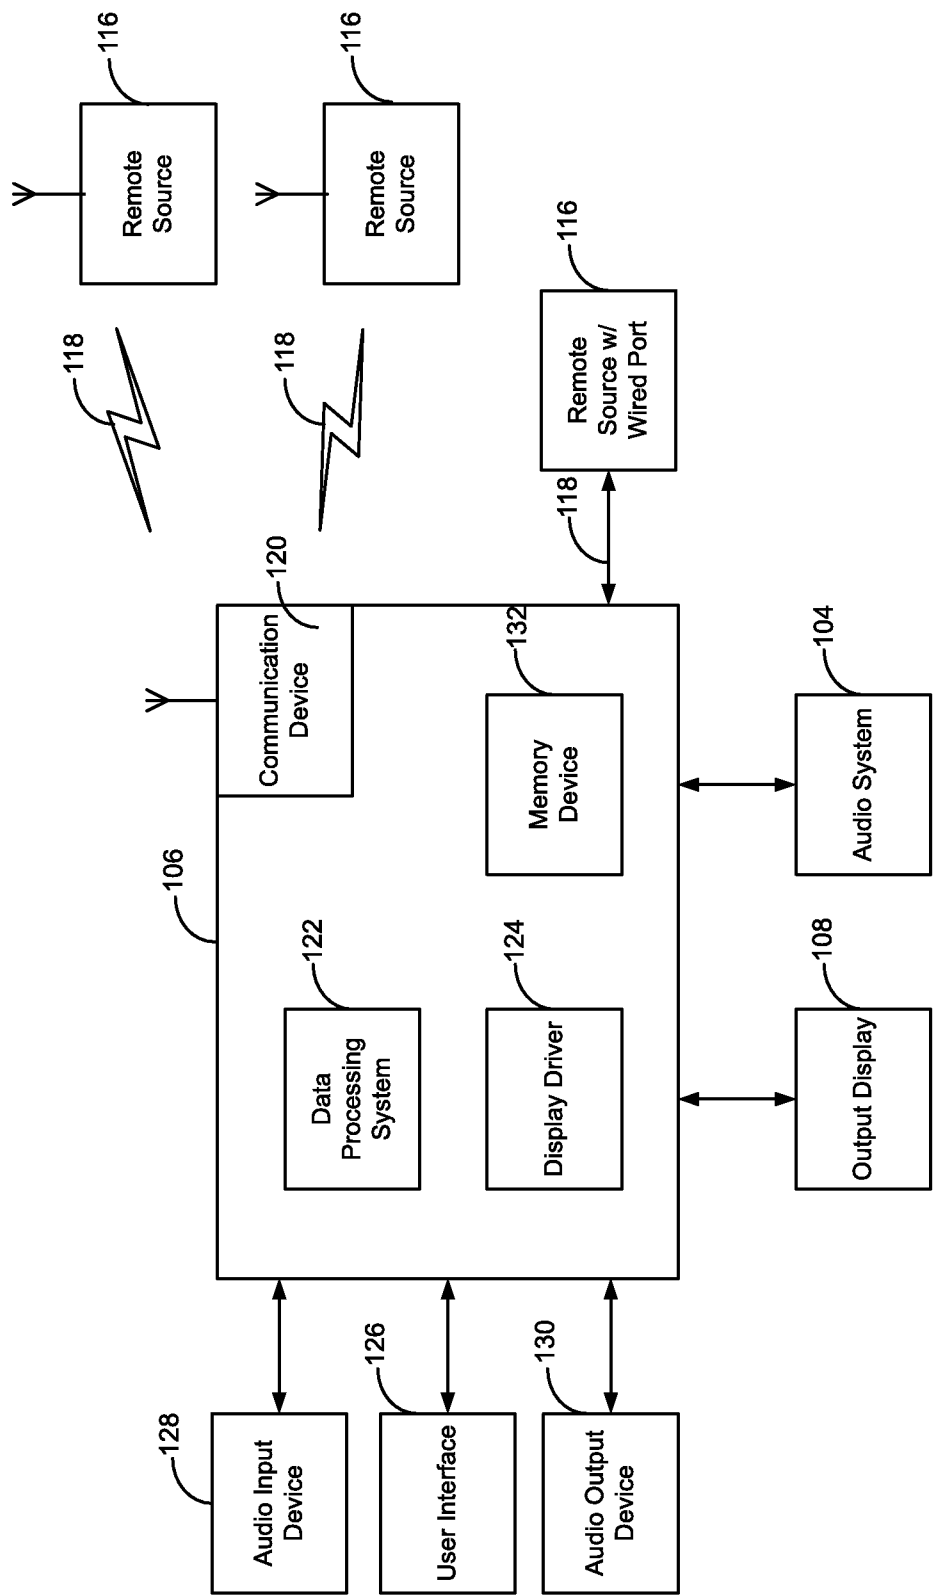 116
Remote
Source
116
Remote
Source
118
118
116
Remote
Source w/
Wired Port
118
120
Communication
Device
106
132
Memory
Device
122
Data
Processing
System
124
Display Driver
104
Audio System
108
Output Display
128
Audio Input
Device
126
User Interface
130
Audio Output
Device